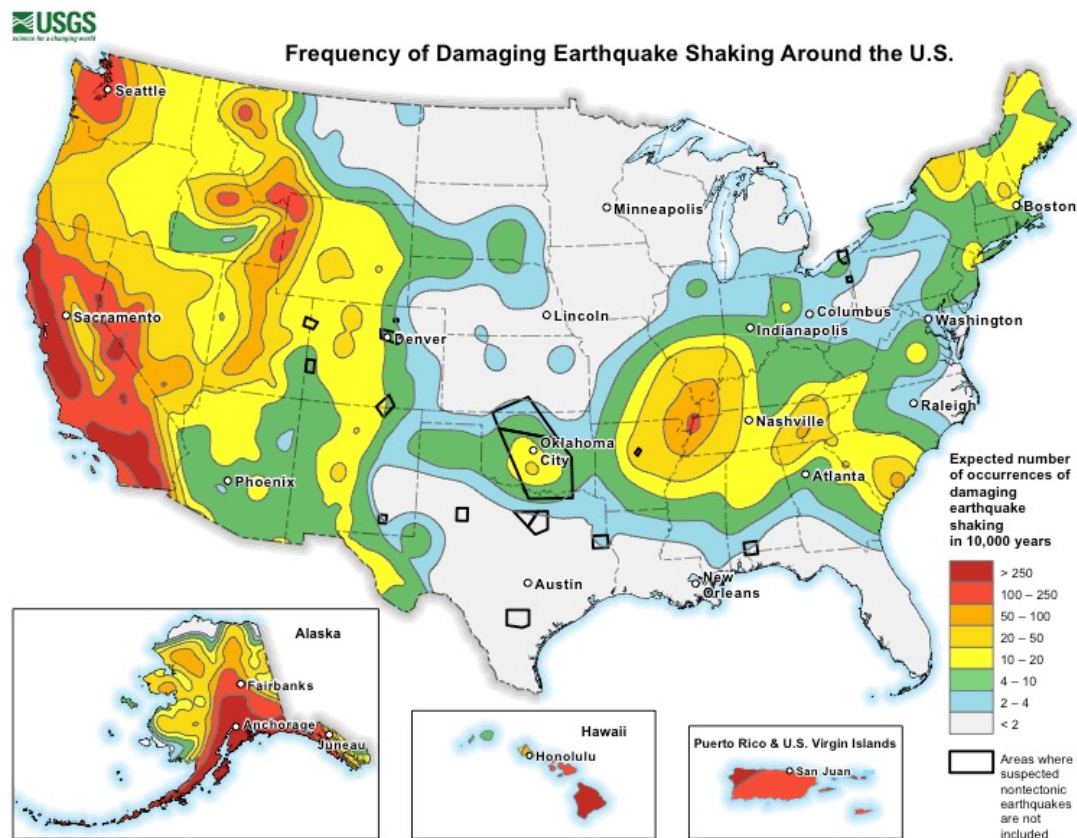 USGS
science for a changing world
Frequency of Damaging Earthquake Shaking Around the U.S.
Seattle
Minneapolis
Boston
Sacramento
Denver
Lincoln
Columbus
Indianapolis
Washington
Raleigh
Nashville
Oklahoma
City
Phoenix
Atlanta
Austin
New
Orleans
Expected number
of occurrences of
damaging
earthquake
shaking
in 10,000 years
> 250
100 – 250
50 – 100
20 – 50
10 – 20
4 – 10
2 – 4
< 2
Areas where
suspected
nontectonic
earthquakes
are not
included
Alaska
Fairbanks
Anchorage
Juneau
Hawaii
Honolulu
Puerto Rico & U.S. Virgin Islands
San Juan